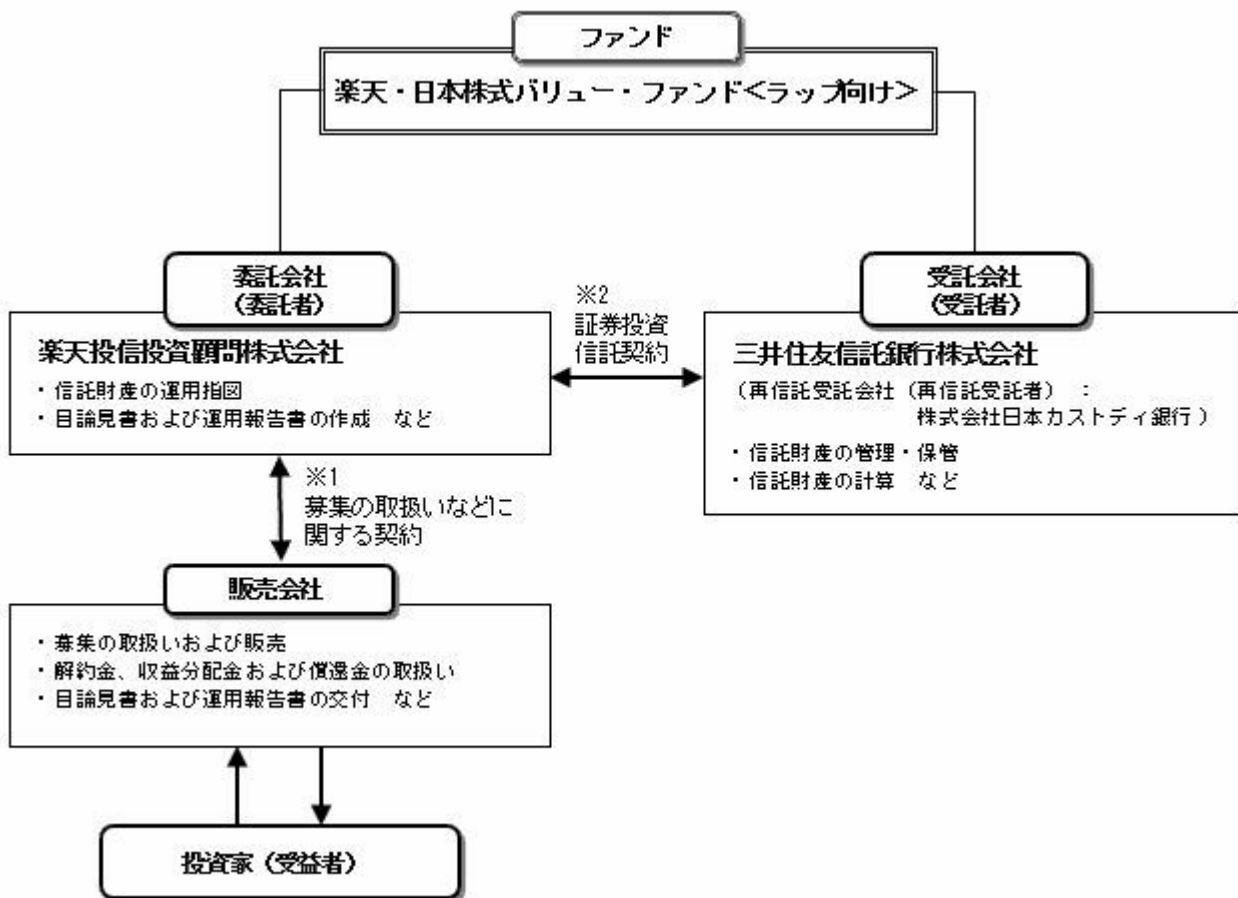 ファンド
楽天・日本株式バリュー・ファンド＜ラップ向け＞
委託会社
（委託者）
楽天投信投資顧問株式会社
・信託財産の運用指図
・目論見書および運用報告書の作成　など
※2
証券投資
信託契約
受託会社
（受託者）
三井住友信託銀行株式会社
（再信託受託会社（再信託受託者）：
株式会社日本カストディ銀行）
・信託財産の管理・保管
・信託財産の計算　など
※1
募集の取扱いなどに
関する契約
販売会社
・募集の取扱いおよび販売
・解約金、収益分配金および償還金の取扱い
・目論見書および運用報告書の交付　など
投資家（受益者）